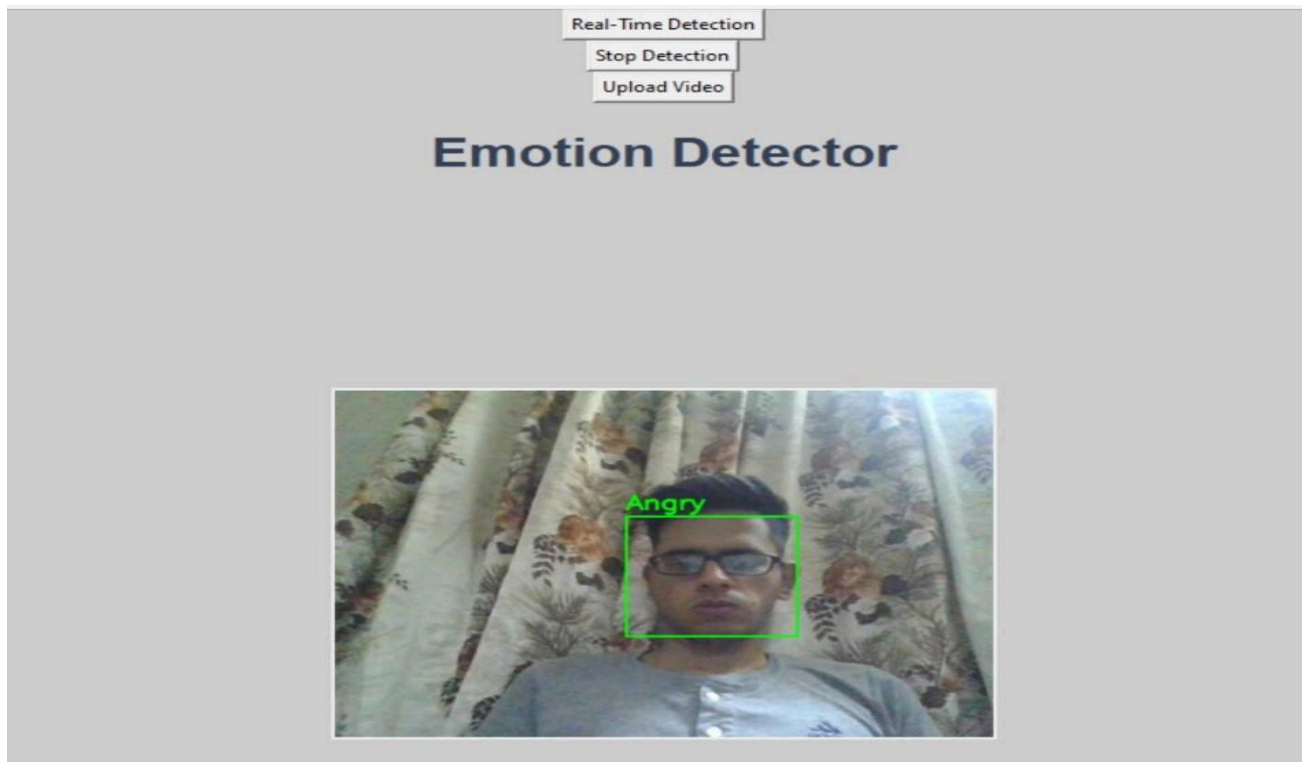 Real-Time Detection
Stop Detection
Upload Video
Emotion Detector
Angry